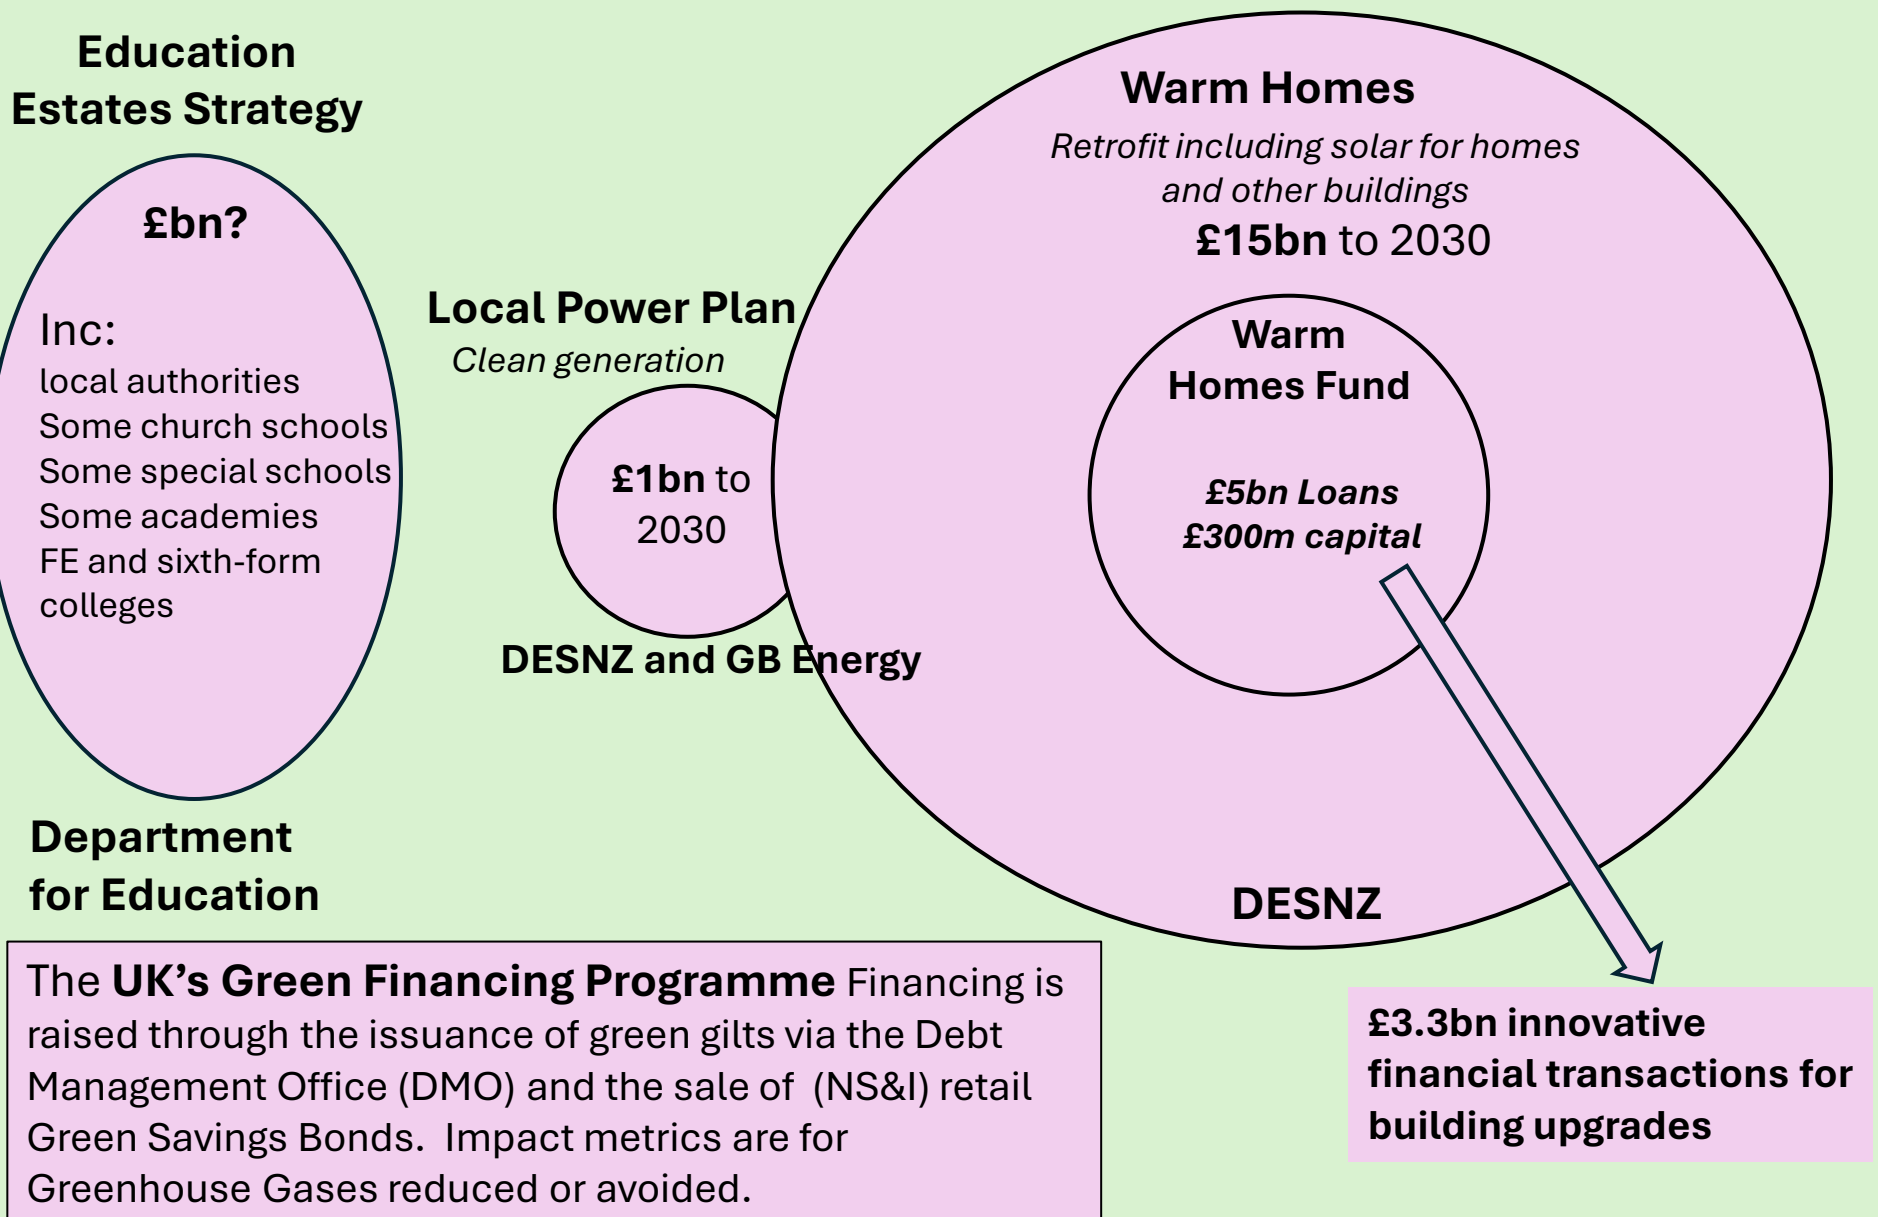 Education
Estates Strategy
£bn?
Inc:
local authorities
Some church schools
Some special schools
Some academies
FE and sixth-form
colleges
Department
for Education
Local Power Plan
Clean generation
£1bn to
2030
DESNZ and GB Energy
Warm Homes
Retrofit including solar for homes
and other buildings
£15bn to 2030
Warm
Homes Fund
£5bn Loans
£300m capital
DESNZ
The UK’s Green Financing Programme Financing is
raised through the issuance of green gilts via the Debt
Management Office (DMO) and the sale of (NS&I) retail
Green Savings Bonds. Impact metrics are for
Greenhouse Gases reduced or avoided.
£3.3bn innovative
financial transactions for
building upgrades